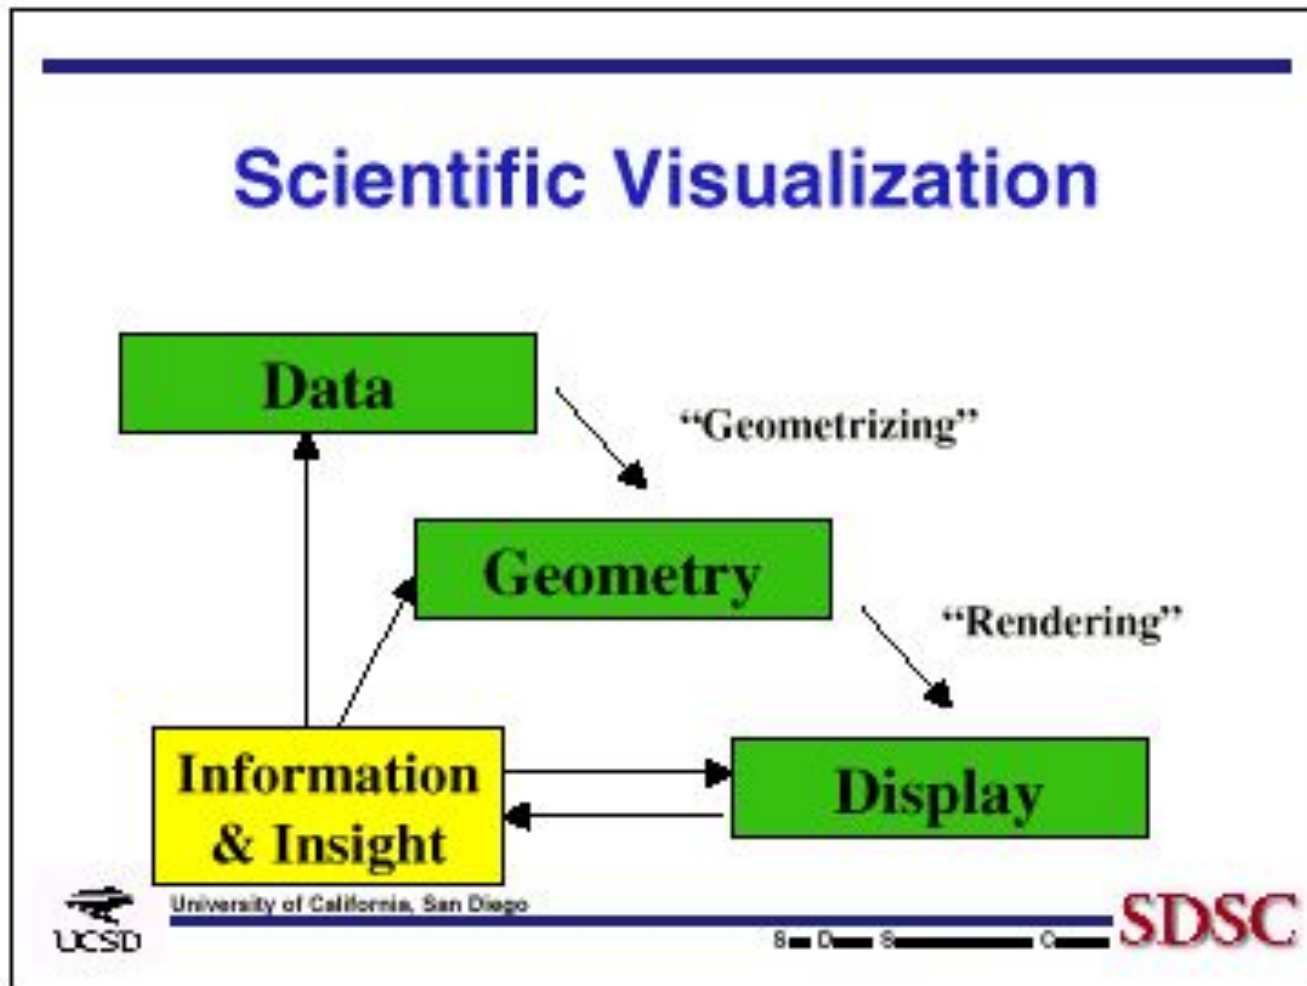 Scientific Visualization
Data
“Geometrizing”
Geometry
“Rendering”
Information
& Insight
Display
University of California, San Diego
UCSD
S D S C
SDSC